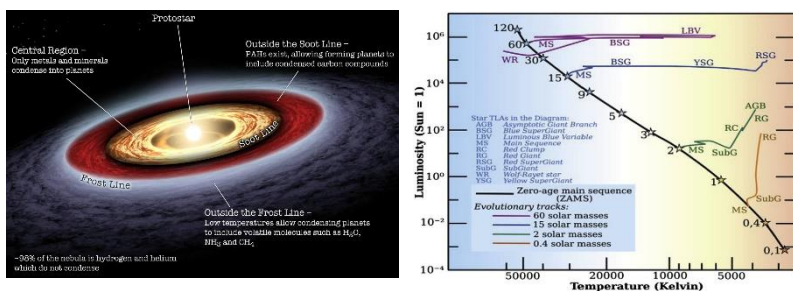 Protostar
Central Region –
Only metals and minerals
condense into planets
Outside the Soot Line –
PAHs exist, allowing forming planets to
include condensed carbon compounds
Soot Line
Frost Line
Outside the Frost Line –
Low temperatures allow condensing planets
to include volatile molecules such as H₂O,
NH₃ and CH₄
~98% of the nebula is hydrogen and helium
which do not condense
Luminosity (Sun = 1)
10⁶
10⁴
10²
1
10⁻²
10⁻⁴
120
60
30
15
9
5
3
2
1
0,4
0,1
WR
MS
BSG
LBV
MS
BSG
YSG
RSG
MS
SubG
RC
RG
AGB
MS
SubG
RG
Star TLAs in the Diagram:
AGB Asymptotic Giant Branch
BSG Blue SuperGiant
LBV Luminous Blue Variable
MS Main Sequence
RC Red Clump
RG Red Giant
RSG Red SuperGiant
SubG SubGiant
WR Wolf-Rayet star
YSG Yellow SuperGiant
Zero-age main sequence
(ZAMS)
Evolutionary tracks:
60 solar masses
15 solar masses
2 solar masses
0.4 solar masses
50000
20000
10000
5000
Temperature (Kelvin)